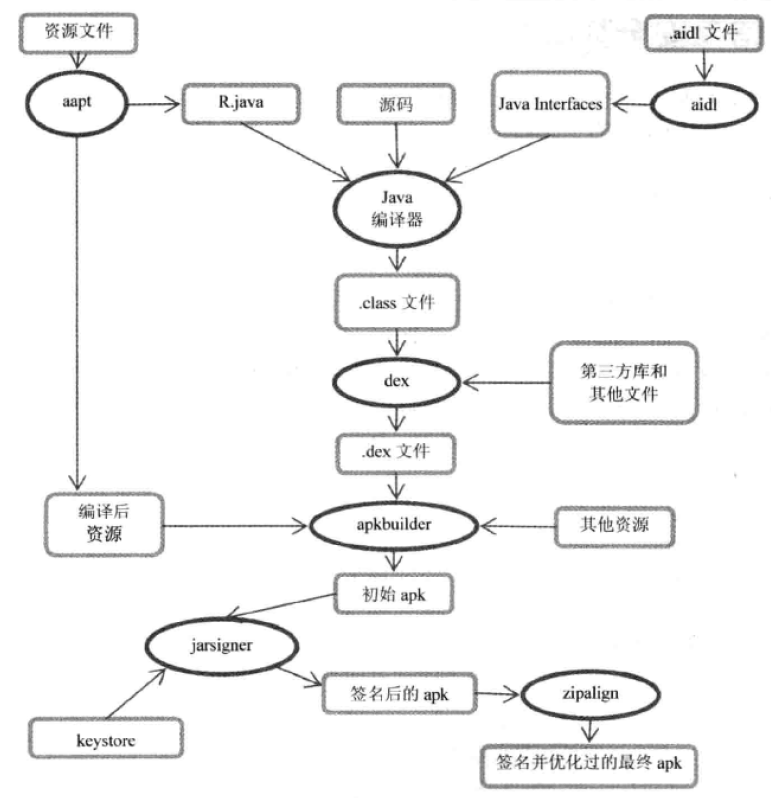 资源文件
.aidl 文件
aapt
R.java
源码
Java Interfaces
aidl
Java
编译器
.class 文件
dex
第三方库和
其他文件
.dex 文件
编译后
资源
apkbuilder
其他资源
初始 apk
jarsigner
签名后的 apk
zipalign
keystore
签名并优化过的最终 apk